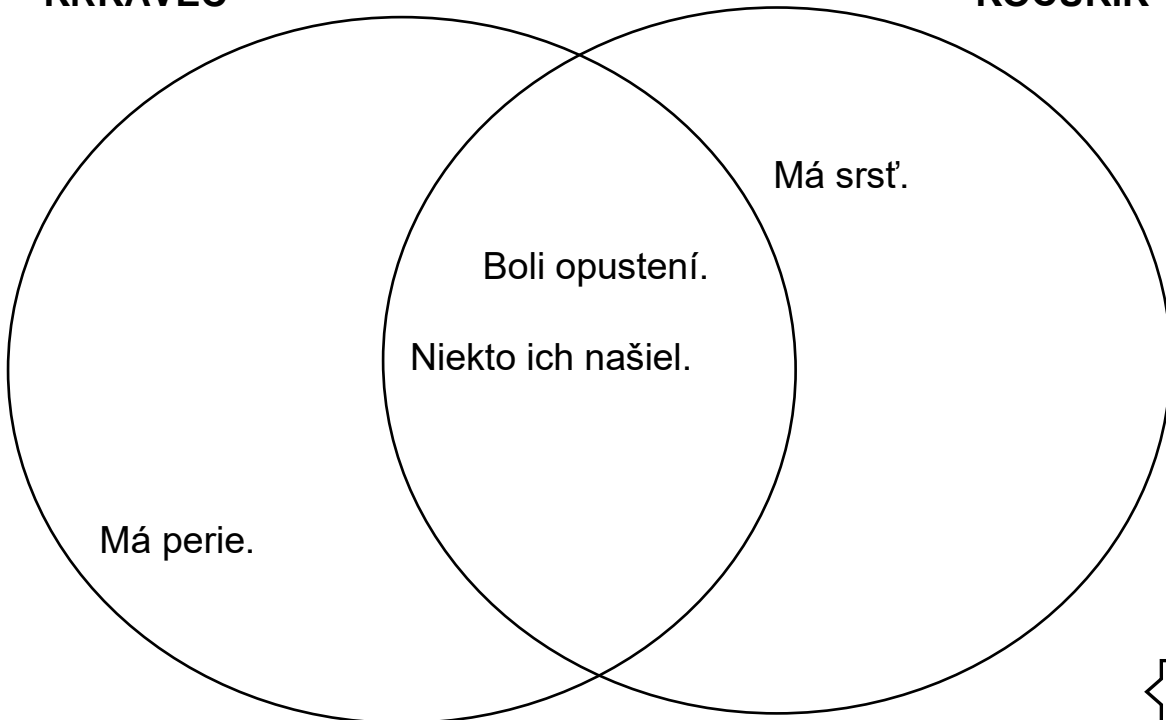 Má srsť.
Boli opustení.
Niekto ich našiel.
Má perie.